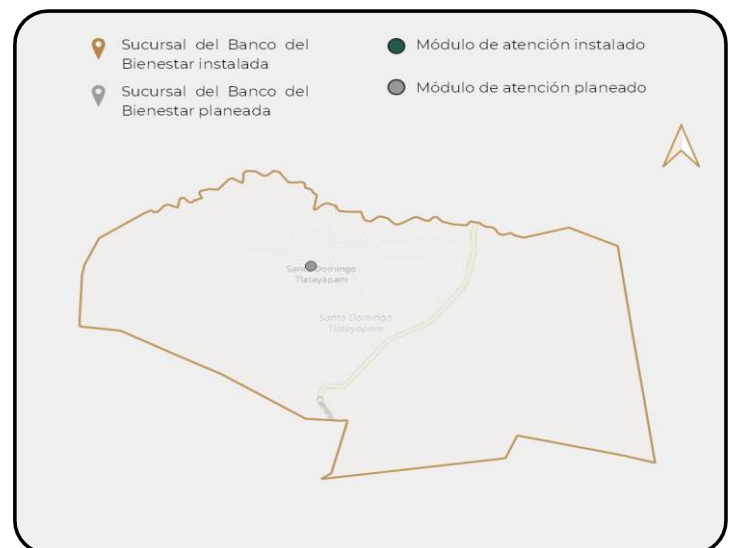 Sucursal del Banco del
Bienestar instalada
Sucursal del Banco del
Bienestar planeada
Módulo de atención instalado
Módulo de atención planeado
Santo Domingo
Tlatayápam
Santo Domingo
Tlatayápam